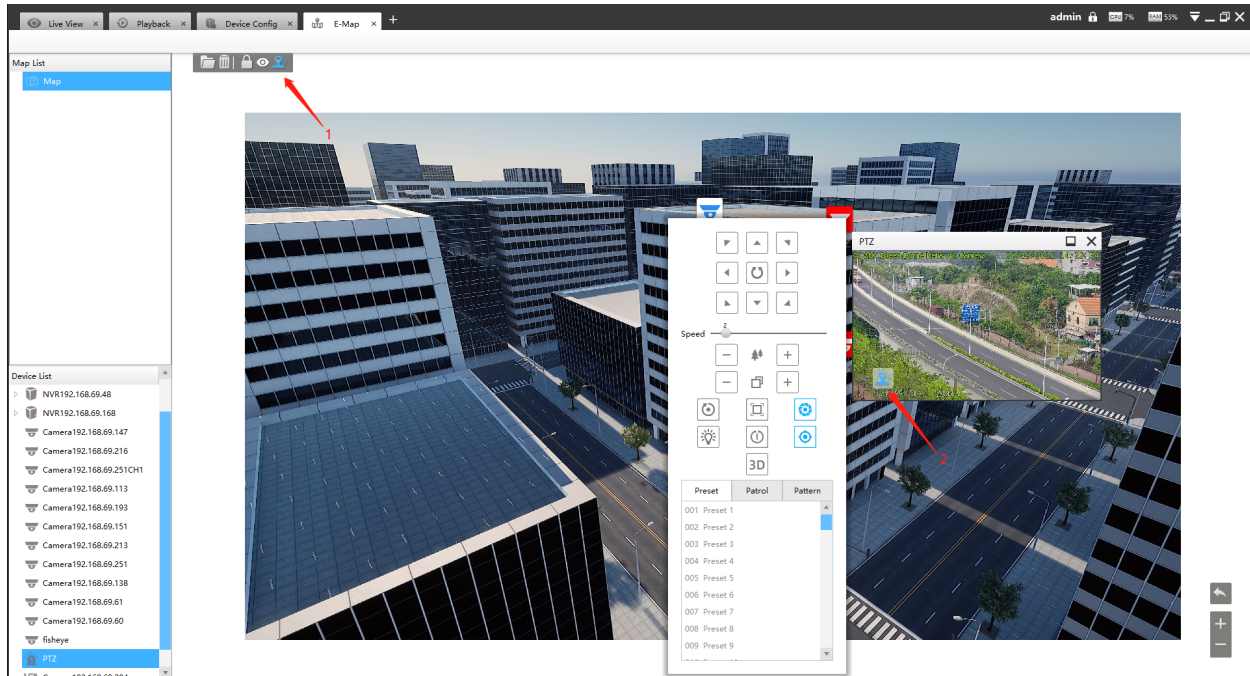 Live View × Playback × Device Config × E-Map × +
admin CPU 7% RAM 53%
Map List
Map
1
PTZ
Speed
2
2
3D
Preset Patrol Pattern
001 Preset 1
002 Preset 2
003 Preset 3
004 Preset 4
005 Preset 5
006 Preset 6
007 Preset 7
008 Preset 8
009 Preset 9
Device List
NVR192.168.69.48
NVR192.168.69.168
Camera192.168.69.147
Camera192.168.69.216
Camera192.168.69.251CH1
Camera192.168.69.113
Camera192.168.69.193
Camera192.168.69.151
Camera192.168.69.213
Camera192.168.69.251
Camera192.168.69.138
Camera192.168.69.61
Camera192.168.69.60
fisheye
PTZ